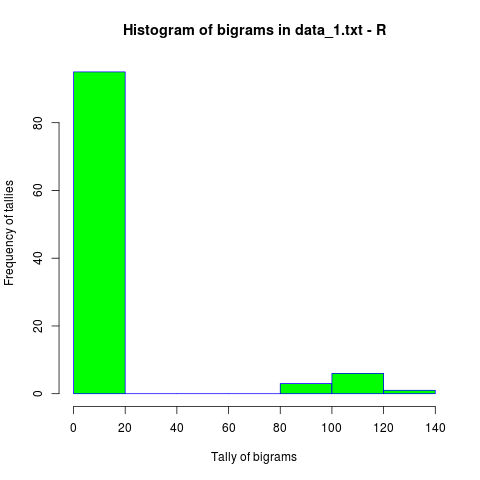 Histogram of bigrams in data_1.txt - R
Frequency of tallies
80
60
40
20
0
0 20 40 60 80 100 120 140
Tally of bigrams